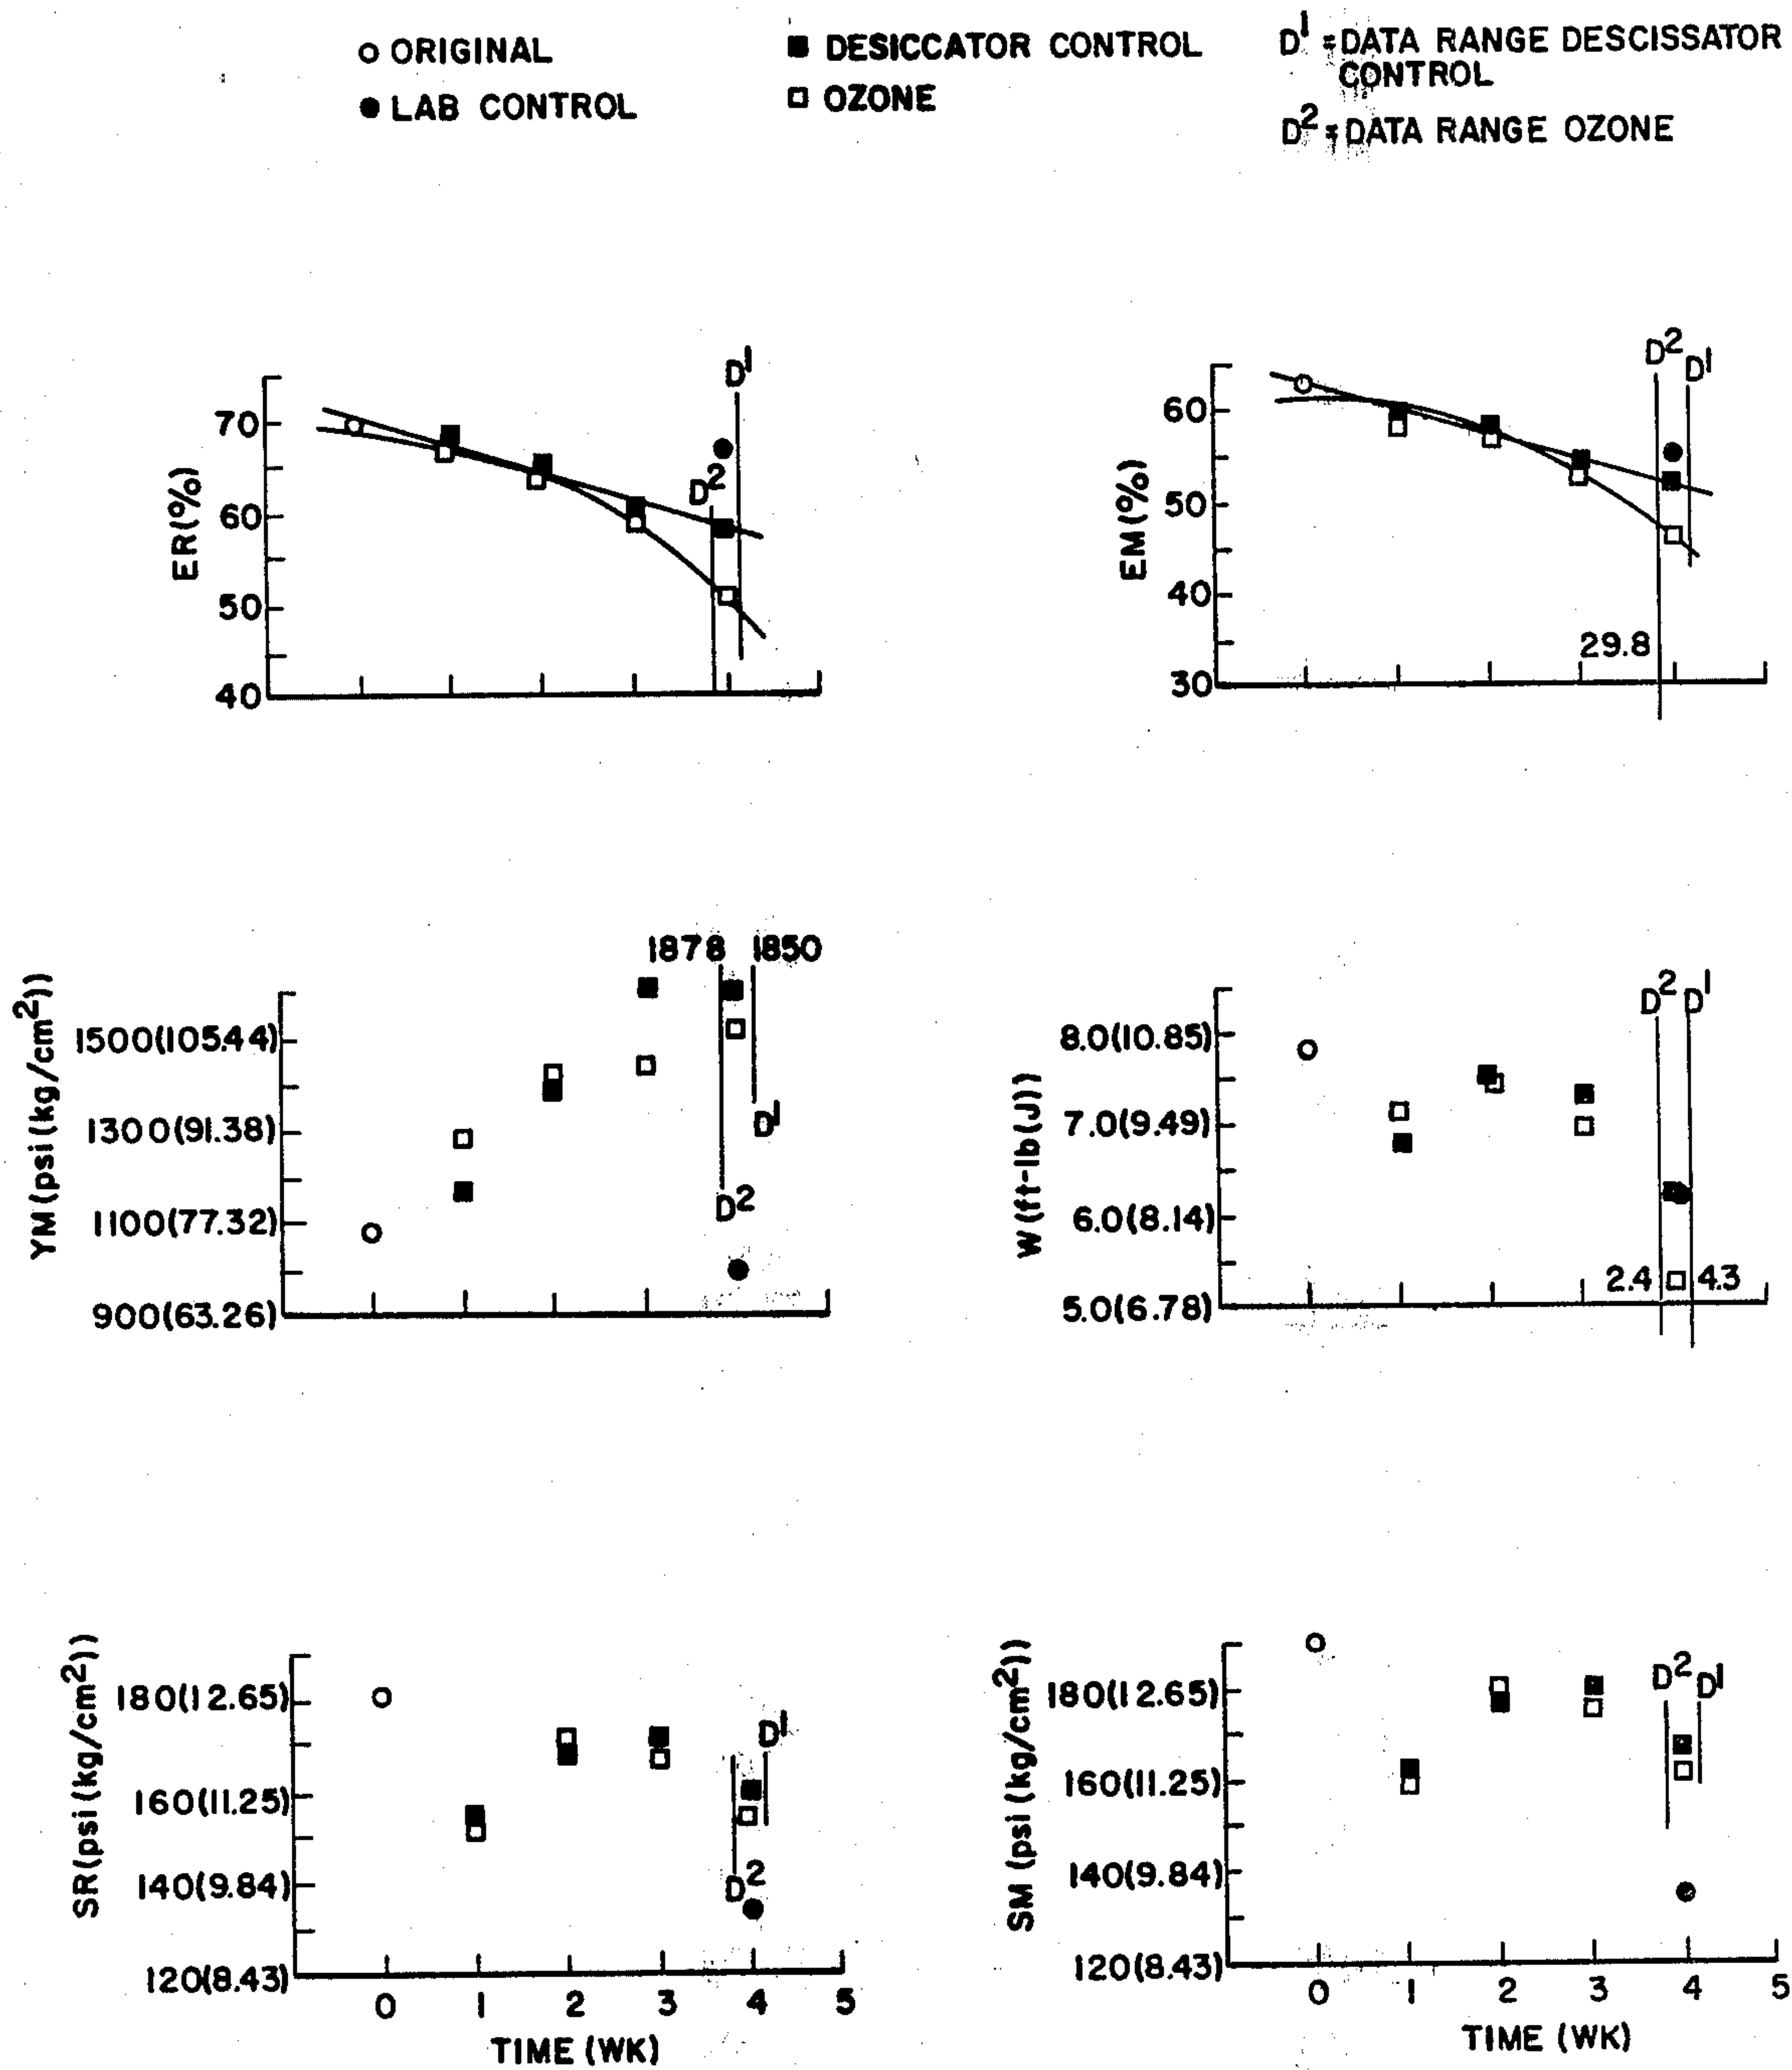 ○ ORIGINAL
● LAB CONTROL
■ DESICCATOR CONTROL
□ OZONE
D¹ = DATA RANGE DESCISSATOR
CONTROL
D² = DATA RANGE OZONE
ER (%)
70
60
50
40
D²
D¹
EM (%)
60
50
40
30
D²
D¹
29.8
YM (psi (kg/cm²))
1500(105.44)
1300(91.38)
1100(77.32)
900(63.26)
1878
1850
D¹
D²
W (ft-lb(J))
8.0(10.85)
7.0(9.49)
6.0(8.14)
5.0(6.78)
D²
D¹
2.4
4.3
SR (psi (kg/cm²))
180(12.65)
160(11.25)
140(9.84)
120(8.43)
D¹
D²
0 1 2 3 4 5
TIME (WK)
SM (psi (kg/cm²))
180(12.65)
160(11.25)
140(9.84)
120(8.43)
D²
D¹
0 1 2 3 4 5
TIME (WK)